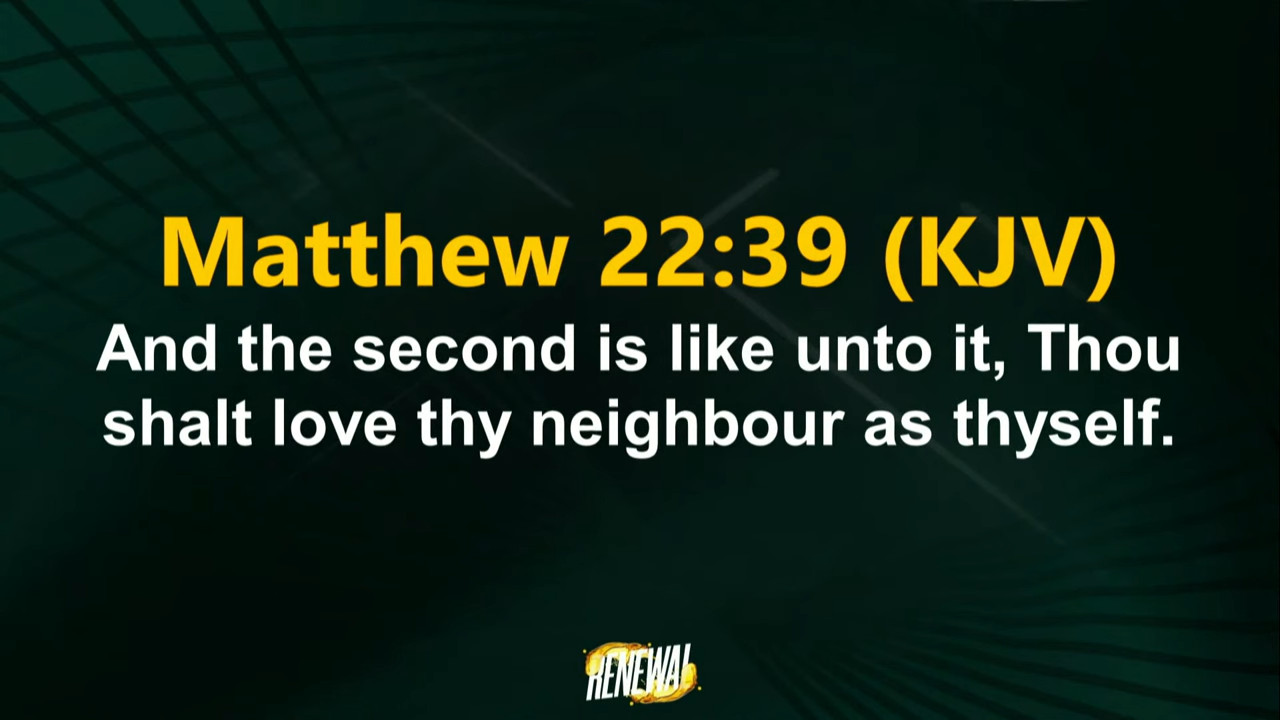 Matthew 22:39 (KJV)
And the second is like unto it, Thou
shalt love thy neighbour as thyself.
RENEWAL